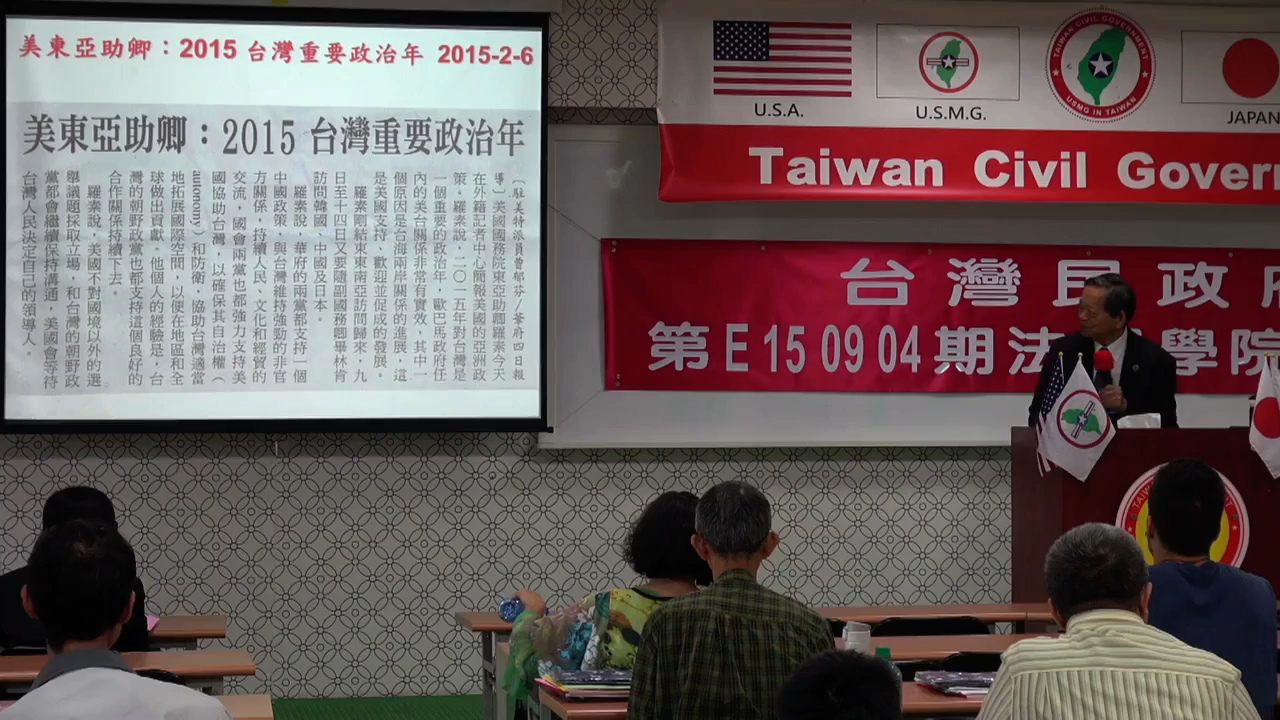 美東亞助卿：2015 台灣重要政治年 2015-2-6
美東亞助卿：2015 台灣重要政治年
〔駐美特派員曹郁芬／華府四日報
導〕美國國務院東亞助卿羅素今天
在外籍記者中心簡報美國的亞洲政
策。羅素說，二〇一五年對台灣是
一個重要的政治年，歐巴馬政府任
內的美台關係非常有實效，其中一
個原因是台海兩岸關係的進展，這
是美國支持、歡迎並引成的發展。
羅素剛結束東南亞訪問歸來，九
日至十四日又要隨副國務卿畢林肯
訪問韓國、中國及日本。
羅素說，華府的兩黨都支持一個
中國政策，與台灣維持強勁的非官
方關係，持續人民、文化和經貿的
交流，國會兩黨也都強力支持美
國協助台灣，以確保其自治權（
autonomy）和防衛，協助台灣適當
地拓展國際空間，以便在地區和全
球做出貢獻。他個人的經驗是，台
灣的朝野政黨也都支持這個良好的
合作關係持續下去。
羅素說，美國不對國境以外的選
舉議題採取立場，和台灣的朝野政
黨都會繼續保持溝通，美國會等待
台灣人民決定自己的領導人。
U.S.A.
U.S.M.G.
TAIWAN CIVIL GOVERNMENT
USMG IN TAIWAN
JAPAN
Taiwan Civil Gover
台灣民政
第E150904期法 學院